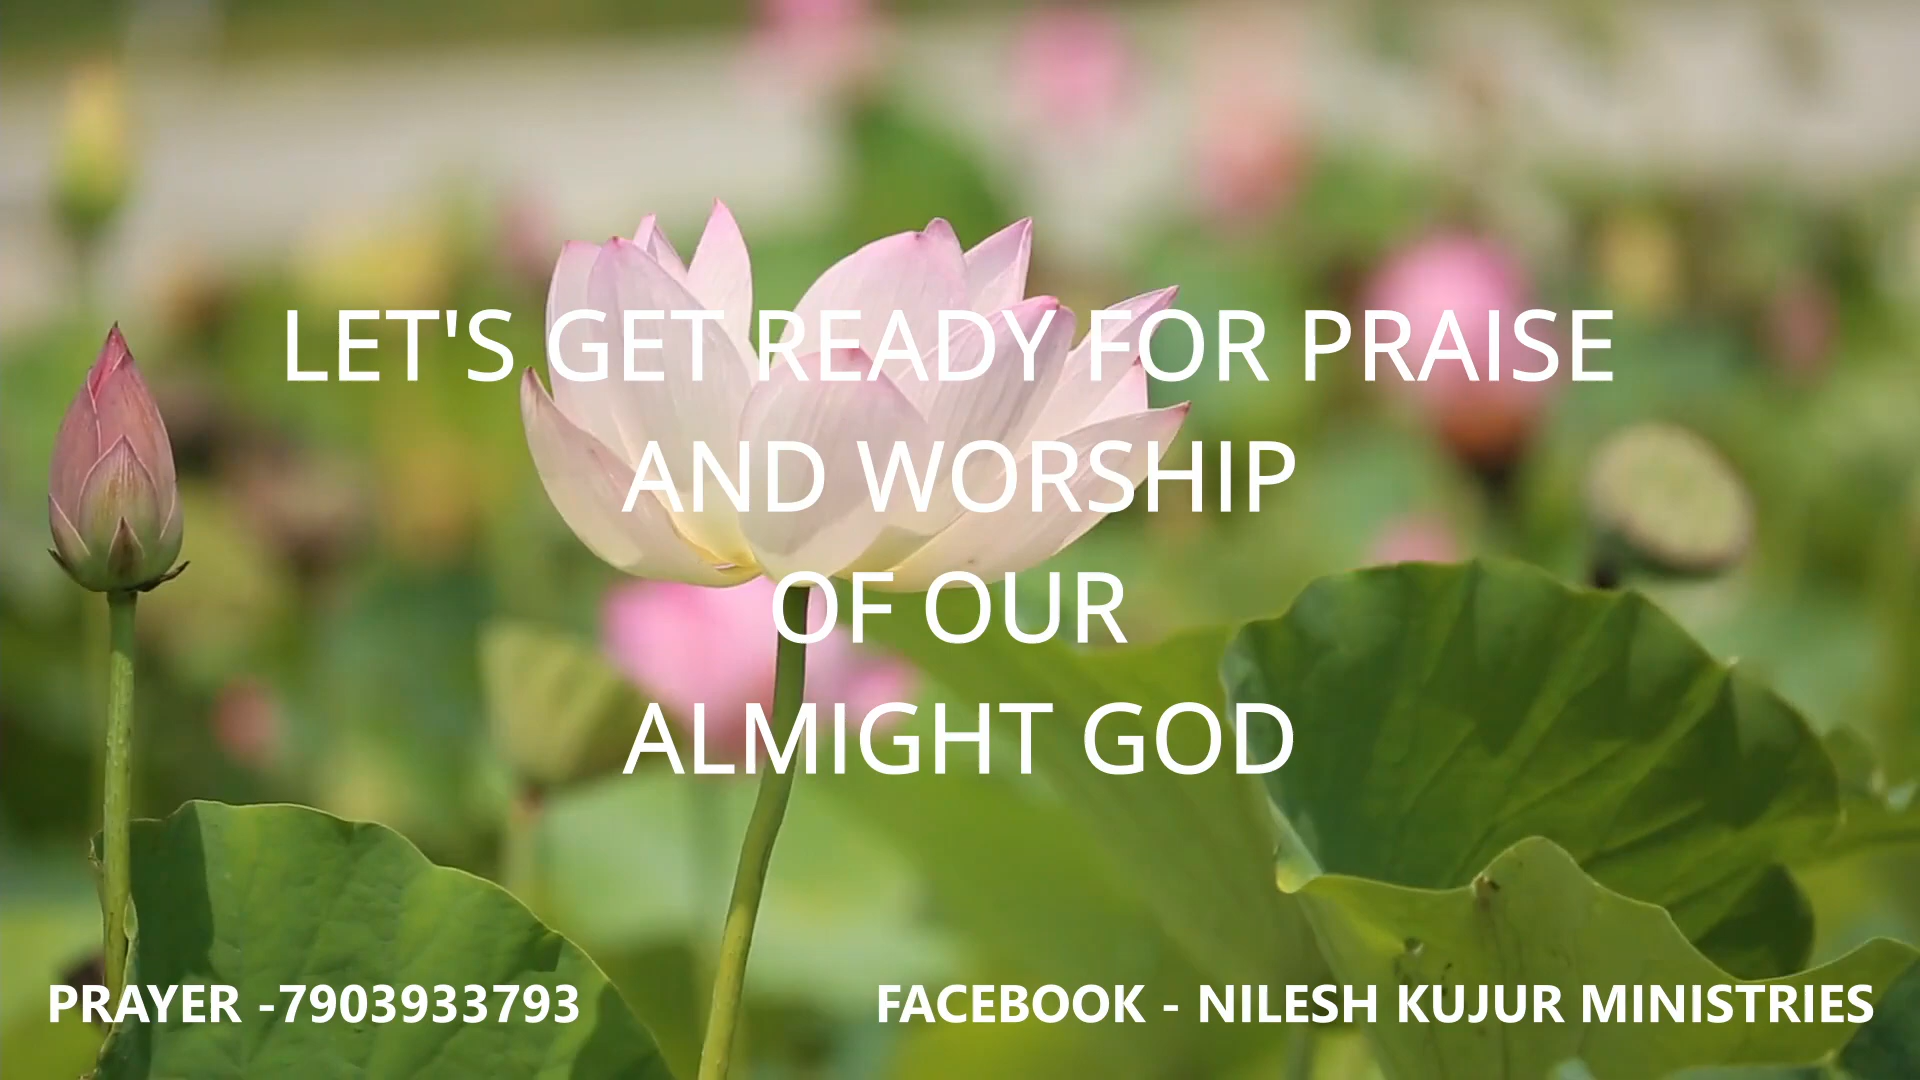 LET'S GET READY FOR PRAISE
AND WORSHIP
OF OUR
ALMIGHT GOD
PRAYER -7903933793
FACEBOOK - NILESH KUJUR MINISTRIES